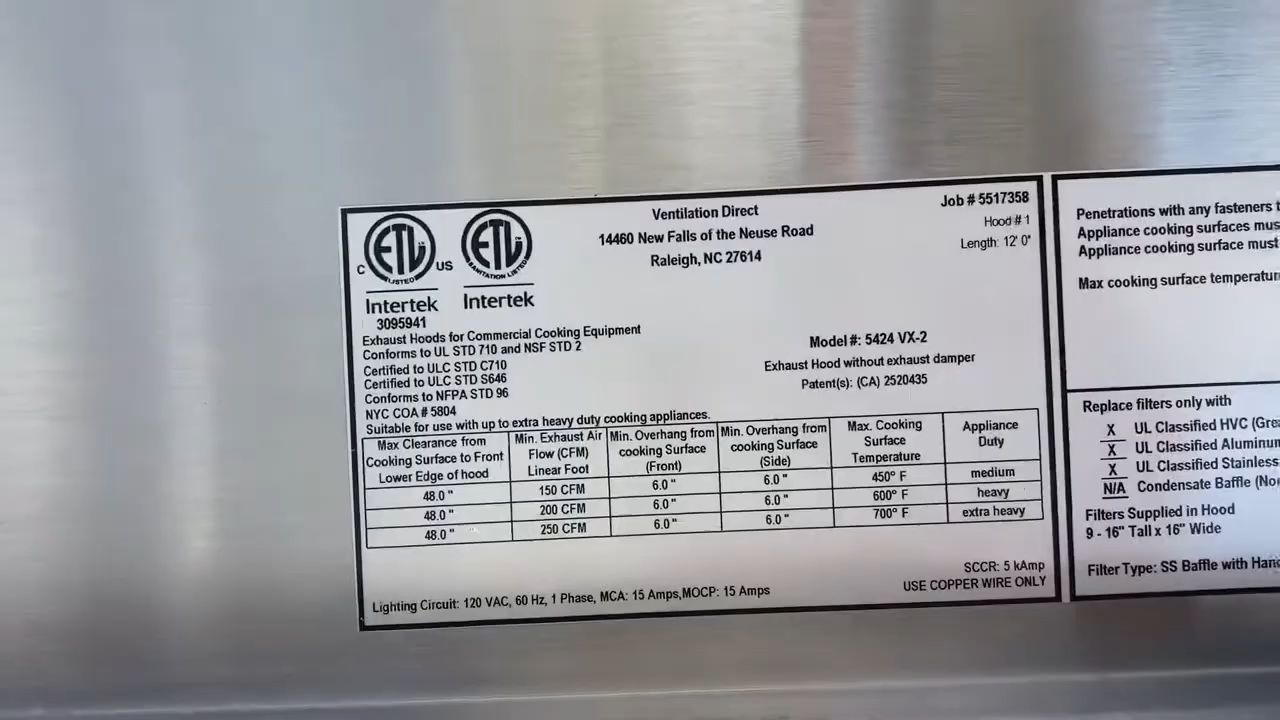 ETL
LISTED
C
US
Intertek
3095941
ETL
SANITATION LISTED
Intertek
Ventilation Direct
14460 New Falls of the Neuse Road
Raleigh, NC 27614
Job # 5517358
Hood # 1
Length: 12' 0"
Exhaust Hoods for Commercial Cooking Equipment
Conforms to UL STD 710 and NSF STD 2
Certified to ULC STD C710
Certified to ULC STD S646
Conforms to NFPA STD 96
NYC COA # 5804
Suitable for use with up to extra heavy duty cooking appliances.
Model #: 5424 VX-2
Exhaust Hood without exhaust damper
Patent(s): (CA) 2520435
Max Clearance from
Cooking Surface to Front
Lower Edge of hood
Min. Exhaust Air
Flow (CFM)
Linear Foot
Min. Overhang from
cooking Surface
(Front)
Min. Overhang from
cooking Surface
(Side)
Max. Cooking
Surface
Temperature
Appliance
Duty
48.0 " 150 CFM 6.0 " 6.0 " 450° F medium
48.0 " 200 CFM 6.0 " 6.0 " 600° F heavy
48.0 " 250 CFM 6.0 " 6.0 " 700° F extra heavy
Lighting Circuit: 120 VAC, 60 Hz, 1 Phase, MCA: 15 Amps,MOCP: 15 Amps
SCCR: 5 kAmp
USE COPPER WIRE ONLY
Penetrations with any fasteners
Appliance cooking surfaces
Appliance cooking surface must
Max cooking surface
Replace filters only with
X UL Classified HVC
X UL Classified
X UL Classified Stainless
N/A Condensate Baffle
Filters Supplied in Hood
9 - 16" Tall x 16" Wide
Filter Type: SS Baffle with